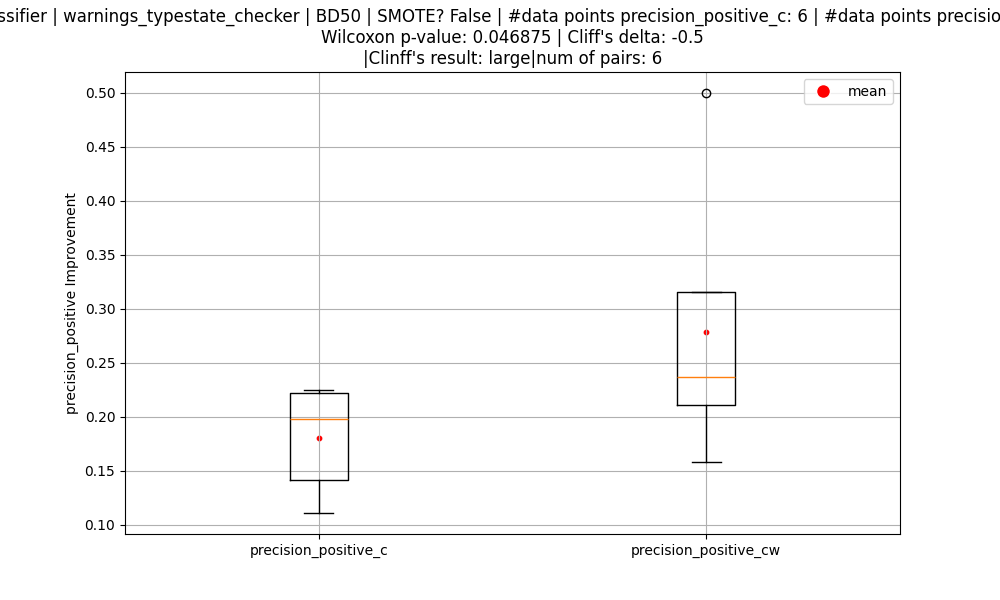 | warnings_typestate_checker | BD50 | SMOTE? False | #data points precision_positive_c: 6 | #data points
Wilcoxon p-value: 0.046875 | Cliff's delta: -0.5
|Clinff's result: large|num of pairs: 6
mean
0.50
0.45
0.40
0.35
0.30
0.25
0.20
0.15
0.10
precision_positive Improvement
precision_positive_c
precision_positive_cw